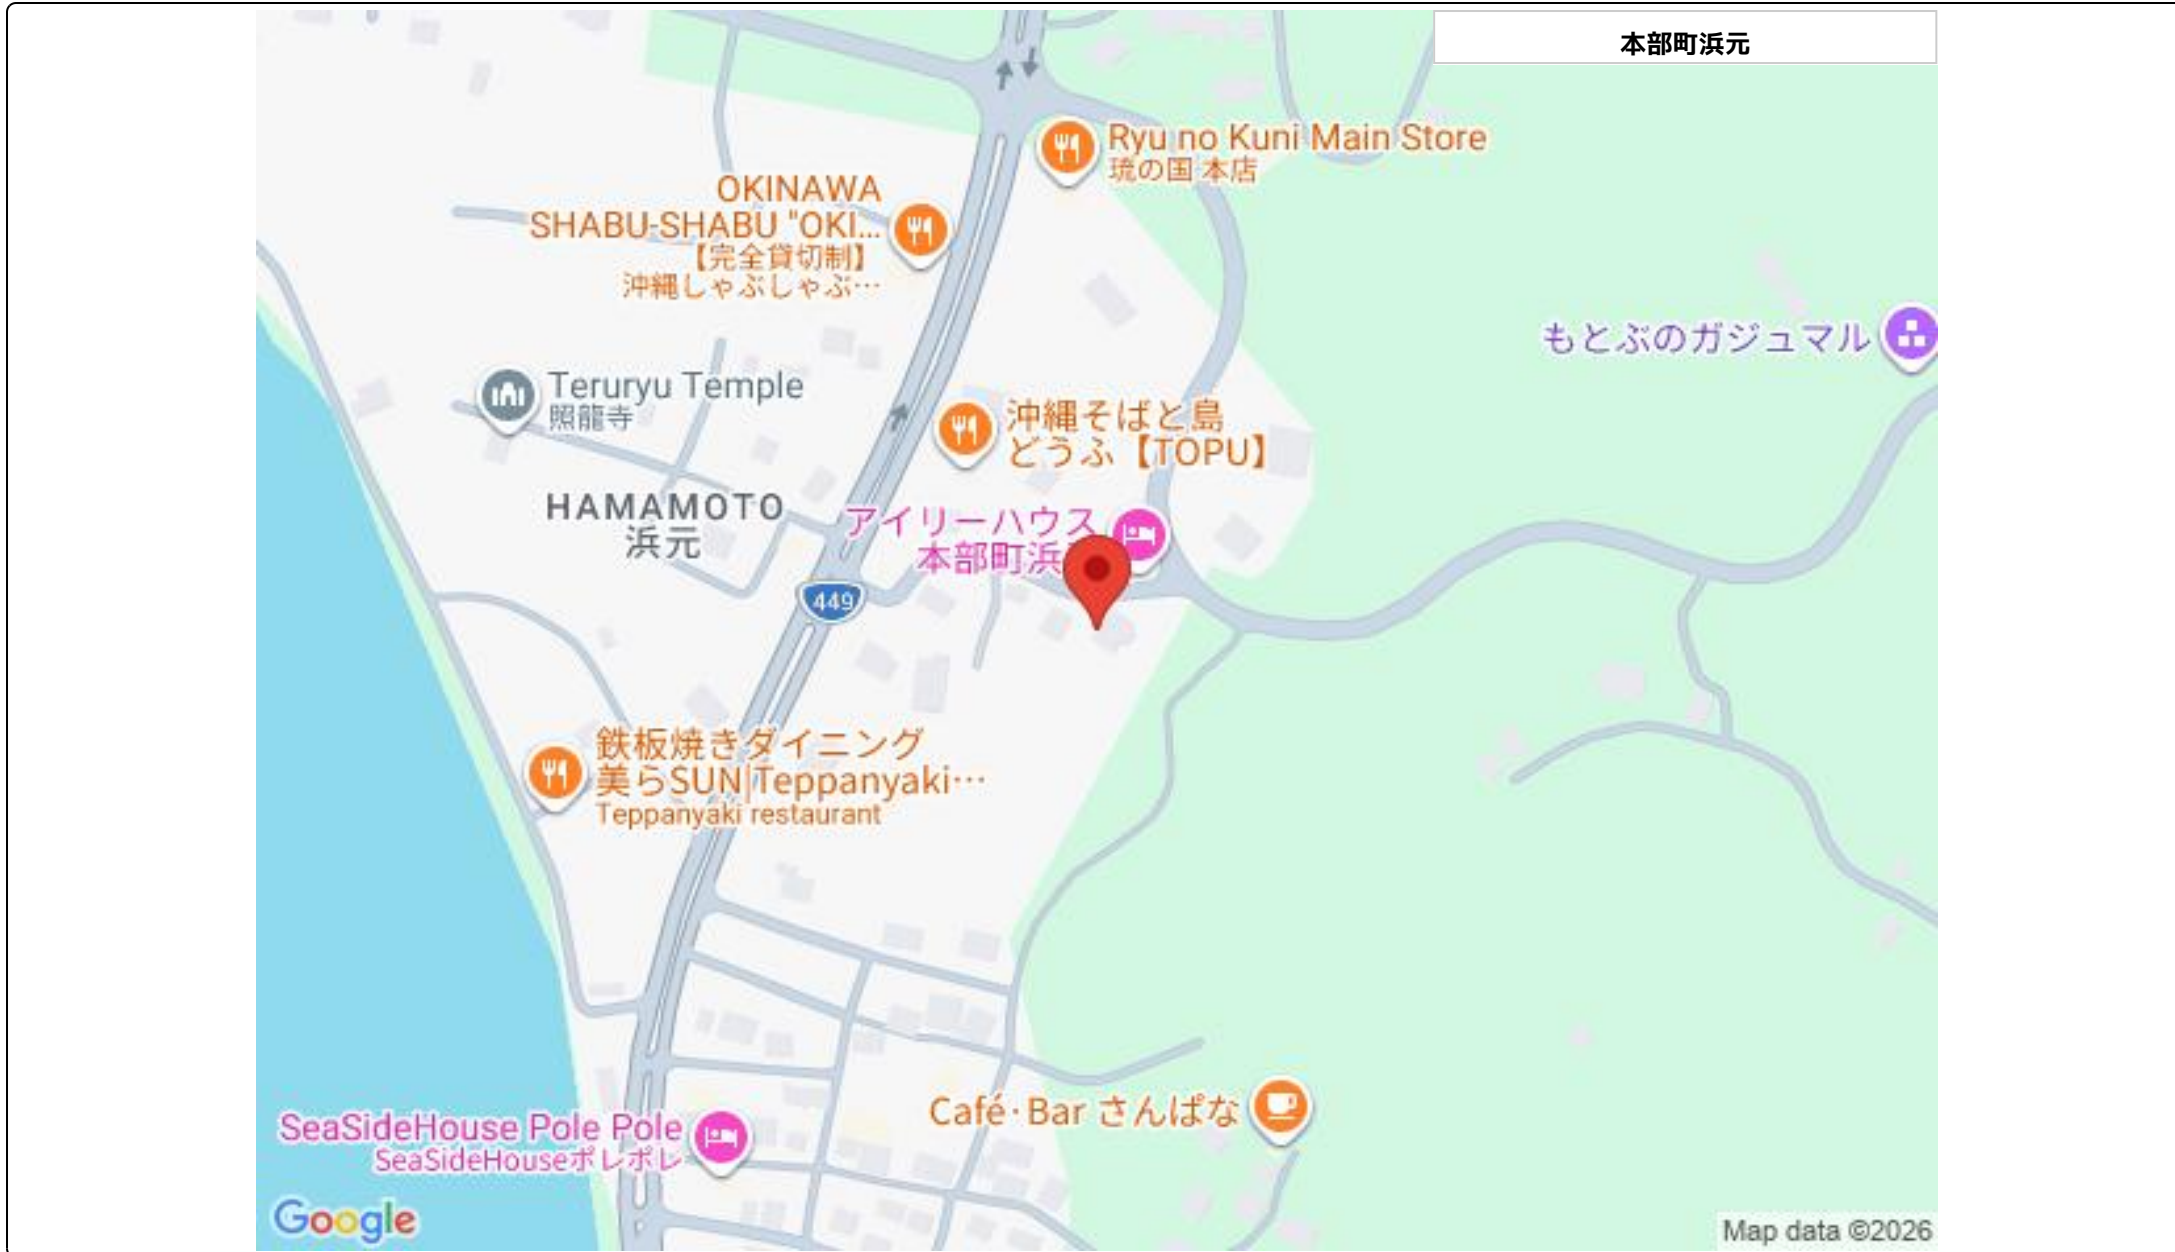 本部町浜元
Ryu no Kuni Main Store
琉の国 本店
OKINAWA
SHABU-SHABU "OKI...
【完全貸切制】
沖縄しゃぶしゃぶ…
もとぶのガジュマル
Teruryu Temple
照龍寺
沖縄そばと島
どうふ【TOPU】
HAMAMOTO
浜元
アイリーハウス
本部町浜
449
鉄板焼きダイニング
美らSUN|Teppanyaki…
Teppanyaki restaurant
Café·Bar さんぱな
SeaSideHouse Pole Pole
SeaSideHouseポレポレ
Google
Map data ©2026